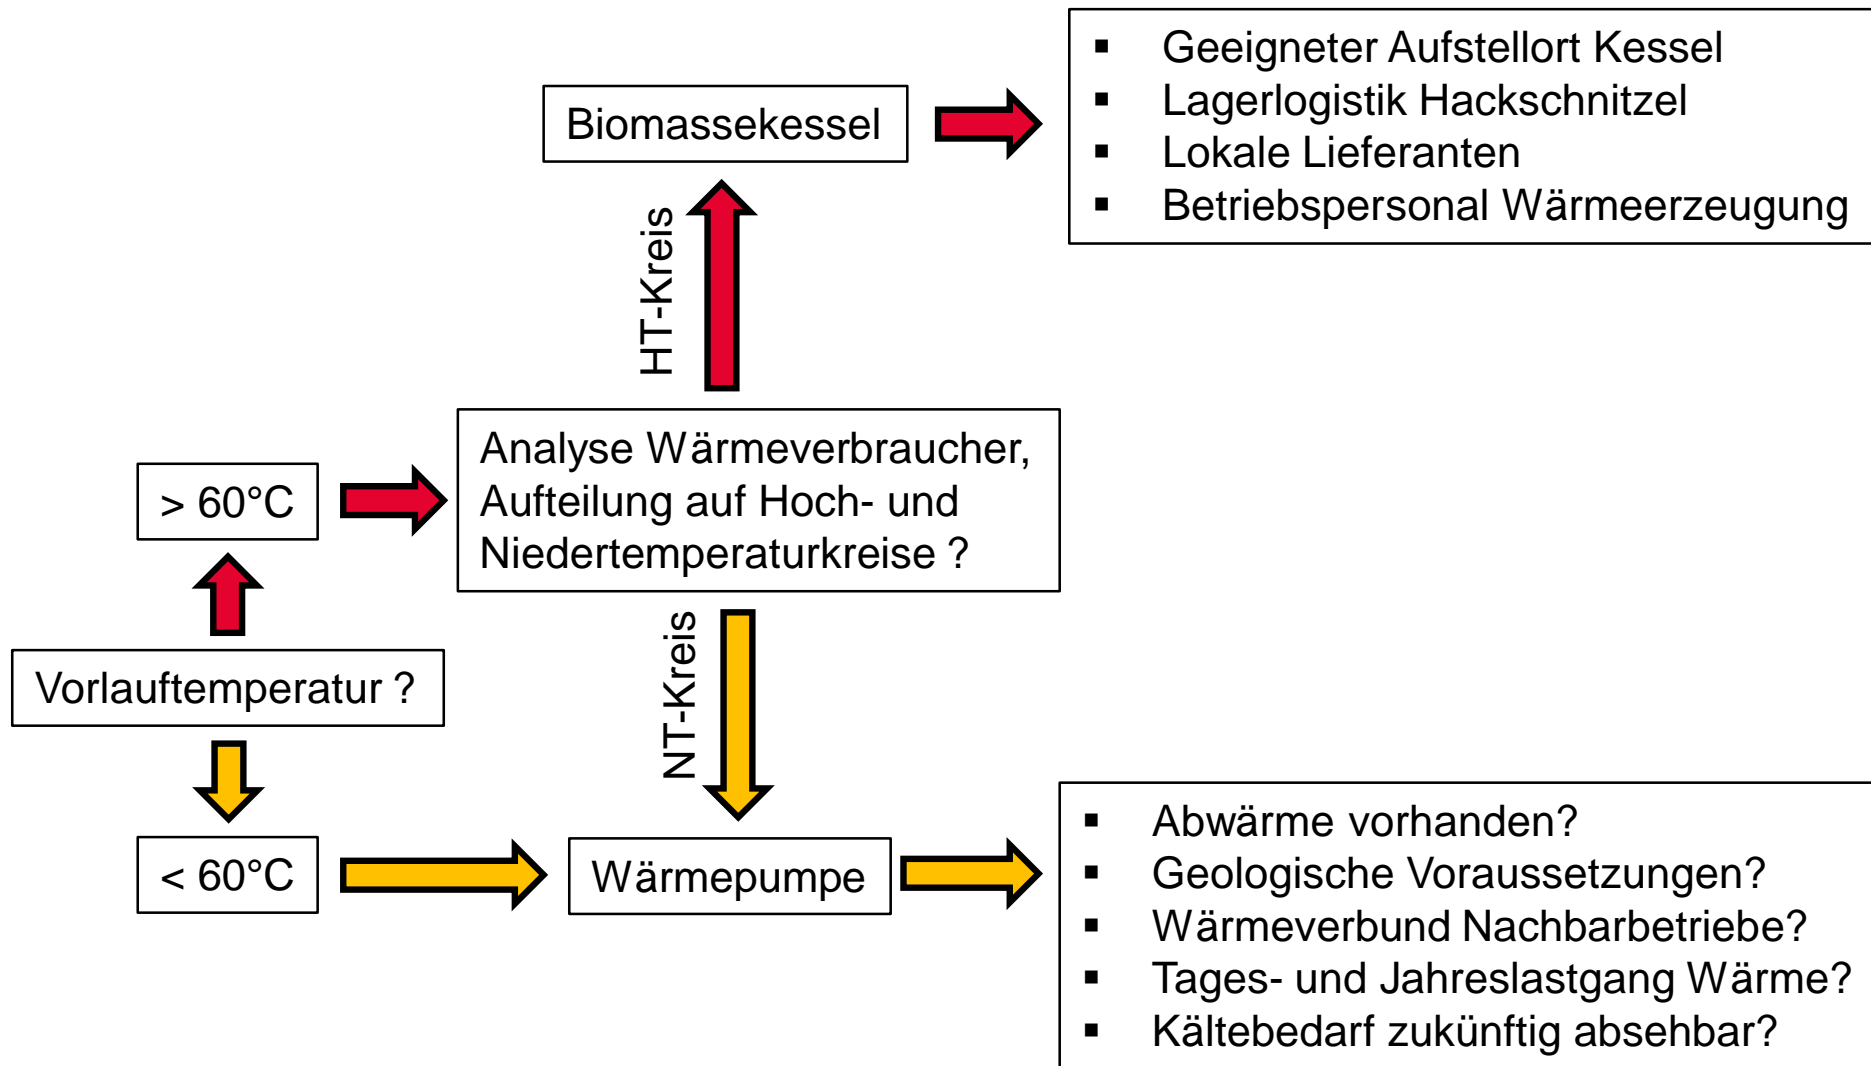 ▪ Geeigneter Aufstellort Kessel
▪ Lagerlogistik Hackschnitzel
▪ Lokale Lieferanten
▪ Betriebspersonal Wärmeerzeugung
Biomassekessel
HT-Kreis
Analyse Wärmeverbraucher,
Aufteilung auf Hoch- und
Niedertemperaturkreise ?
> 60°C
Vorlauftemperatur ?
NT-Kreis
< 60°C
Wärmepumpe
▪ Abwärme vorhanden?
▪ Geologische Voraussetzungen?
▪ Wärmeverbund Nachbarbetriebe?
▪ Tages- und Jahreslastgang Wärme?
▪ Kältebedarf zukünftig absehbar?